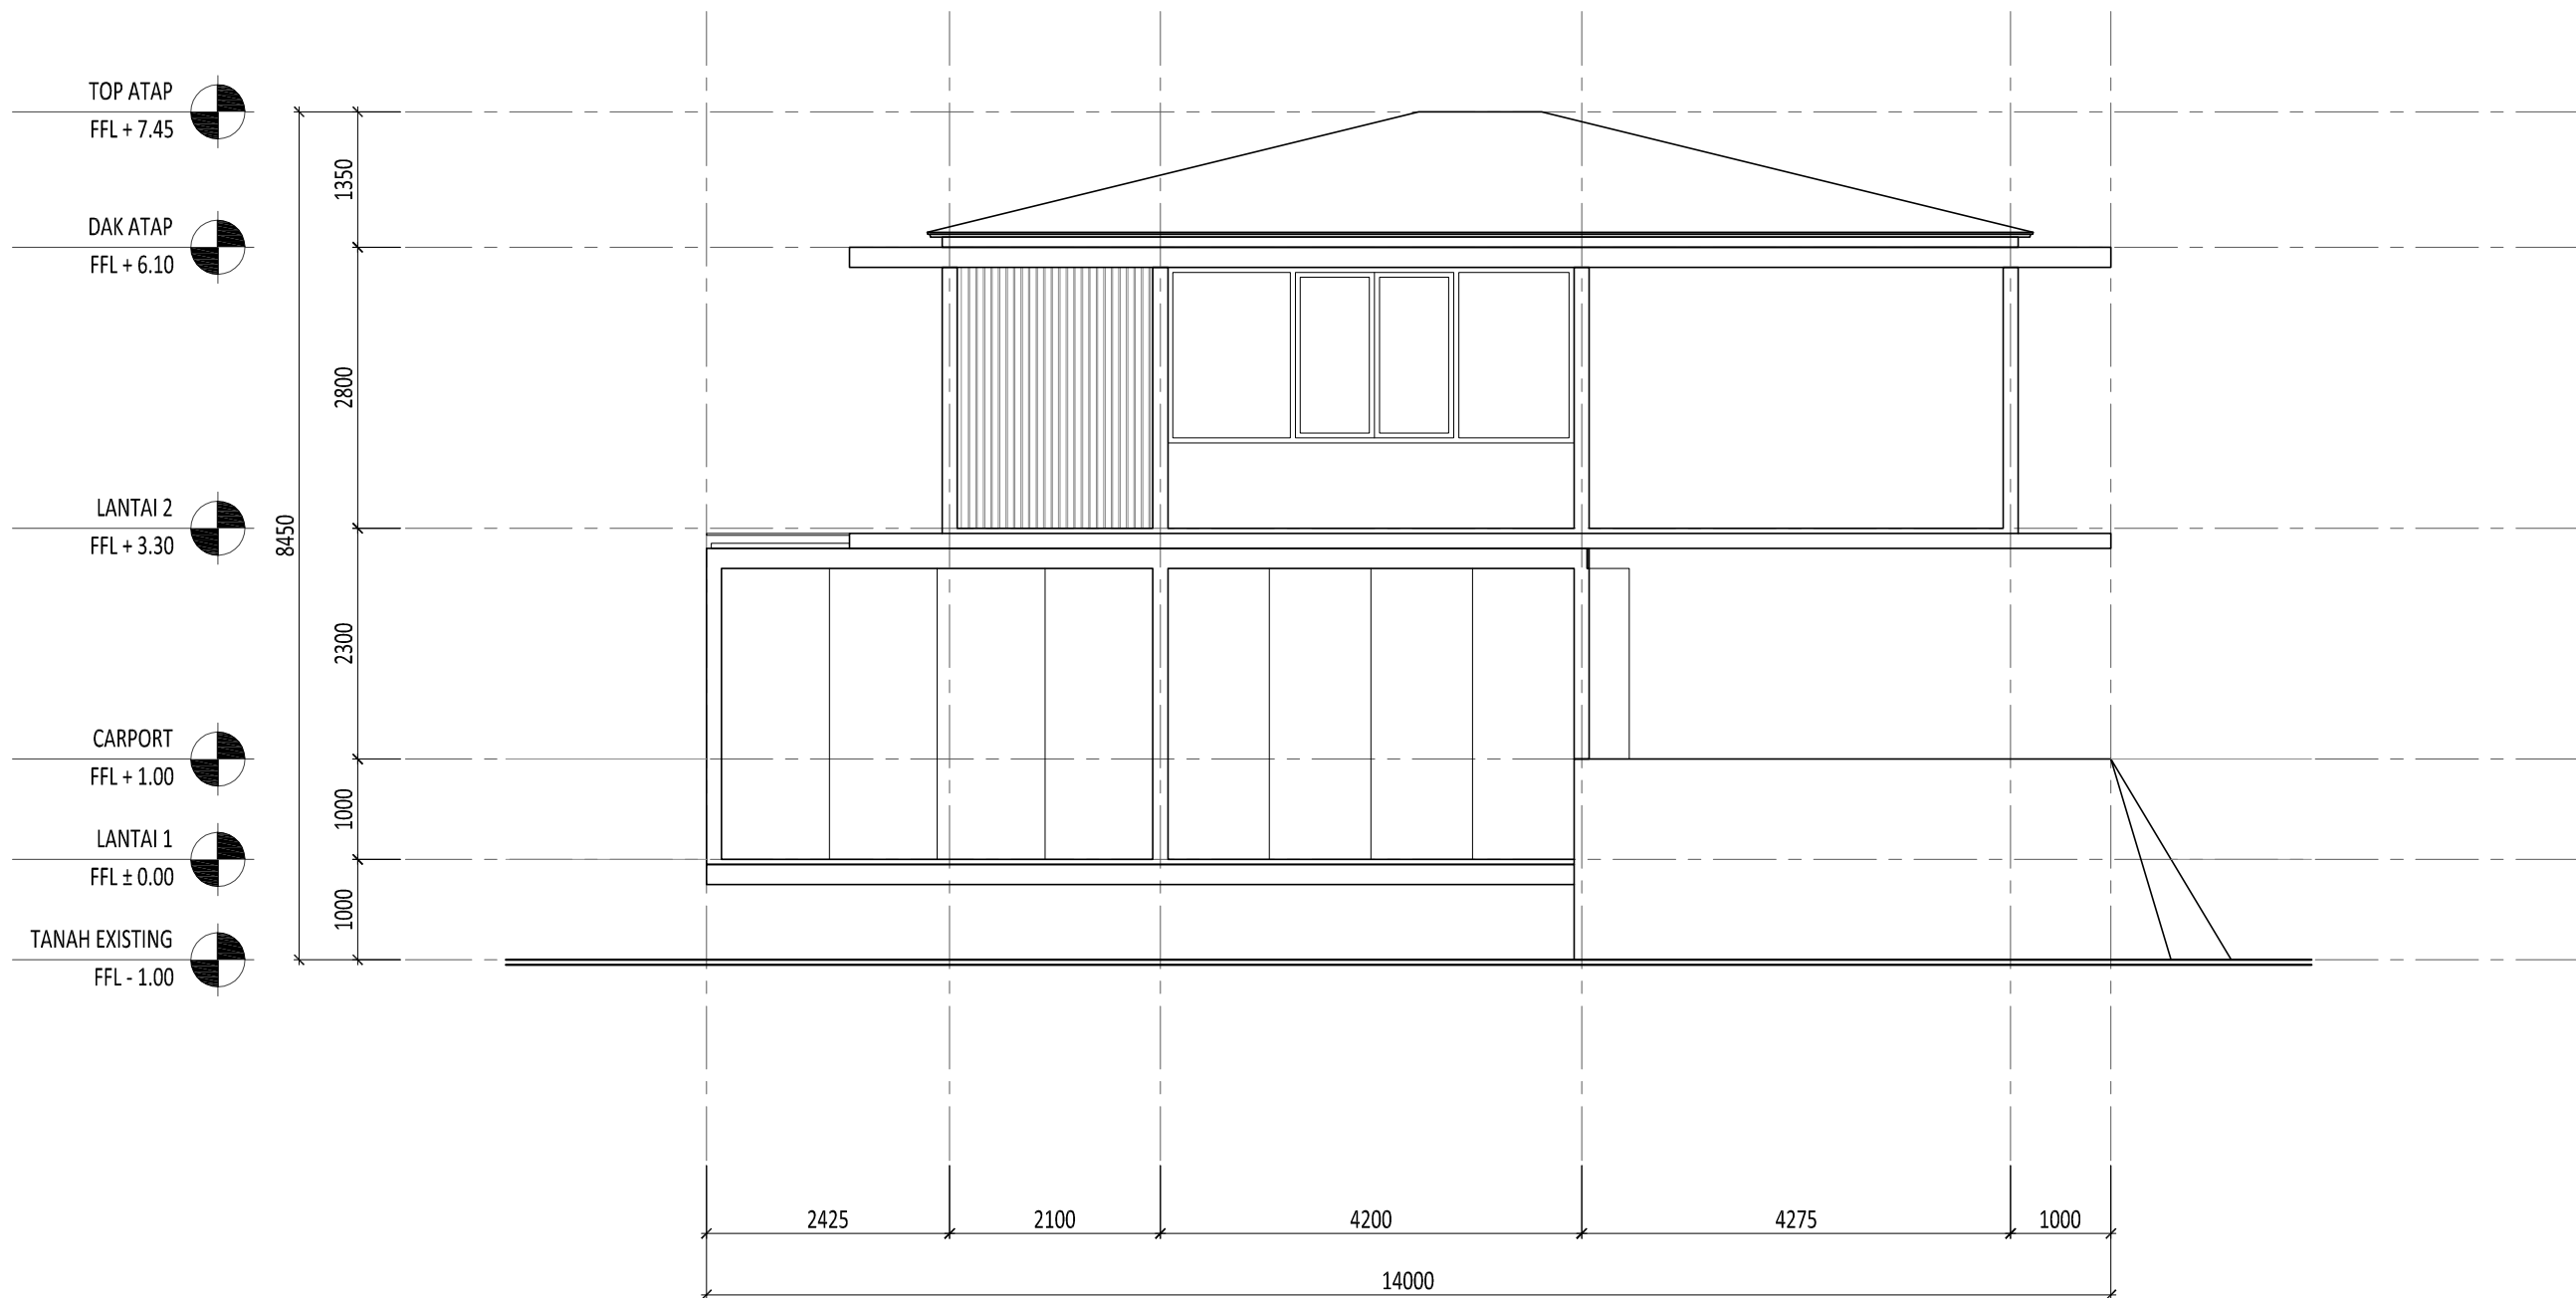 TOP ATAP
FFL + 7.45
1350
DAK ATAP
FFL + 6.10
2800
LANTAI 2
FFL + 3.30
8450
2300
CARPORT
FFL + 1.00
1000
LANTAI 1
FFL ± 0.00
1000
TANAH EXISTING
FFL - 1.00
2425
2100
4200
4275
1000
14000